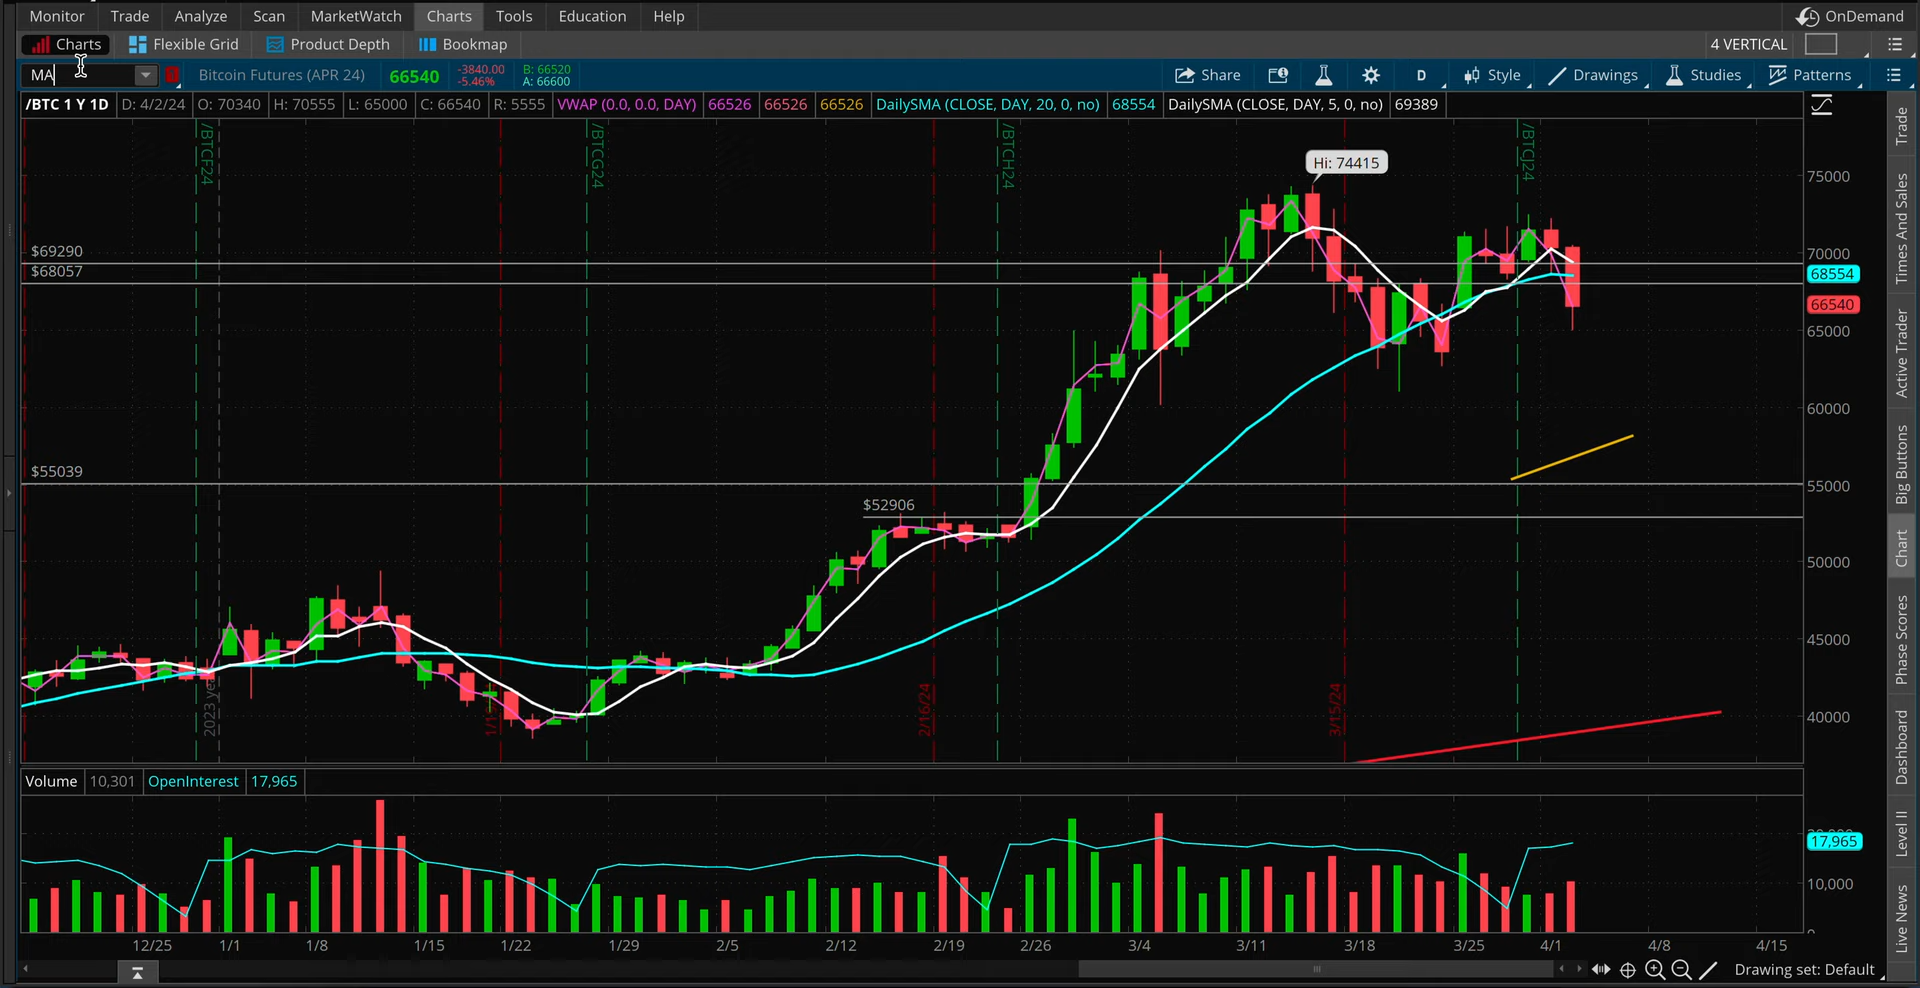 Monitor Trade Analyze Scan MarketWatch Charts Tools Education Help OnDemand
Charts Flexible Grid Product Depth Bookmap 4 VERTICAL
MA Bitcoin Futures (APR 24) 66540 -3840.00 -5.46% B: 66520 A: 66600 Share D Style Drawings Studies Patterns
/BTC 1 Y 1D D: 4/2/24 O: 70340 H: 70555 L: 65000 C: 66540 R: 5555 VWAP (0.0, 0.0, DAY) 66526 66526 66526 DailySMA (CLOSE, DAY, 20, 0, no) 68554 DailySMA (CLOSE, DAY, 5, 0, no) 69389
/BTCF24
/BTCG24
/BTCH24
/BTCJ24
Hi: 74415
75000
$69290
70000
$68057
68554
66540
65000
60000
$55039
55000
$52906
50000
45000
40000
2/16/24
3/15/24
Volume 10,301 OpenInterest 17,965
17,965
10,000
12/25 1/1 1/8 1/15 1/22 1/29 2/5 2/12 2/19 2/26 3/4 3/11 3/18 3/25 4/1 4/8 4/15
Drawing set: Default
Trade
Times And Sales
Active Trader
Big Buttons
Chart
Phase Scores
Dashboard
Level II
Live News